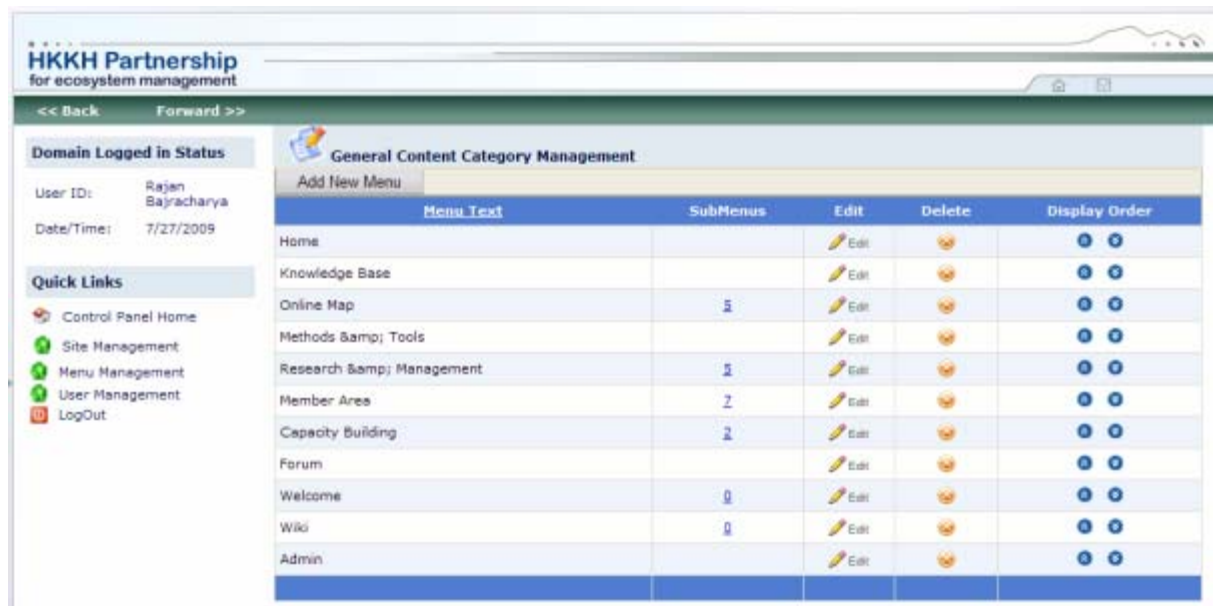 HKKH Partnership
for ecosystem management
<< Back Forward >>
Domain Logged in Status
User ID: Rajan Bajracharya
Date/Time: 7/27/2009
Quick Links
Control Panel Home
Site Management
Menu Management
User Management
LogOut
General Content Category Management
Add New Menu
Menu Text SubMenus Edit Delete Display Order
Home Edit
Knowledge Base Edit
Online Map 5 Edit
Methods &amp; Tools Edit
Research &amp; Management 5 Edit
Member Area 7 Edit
Capacity Building 2 Edit
Forum Edit
Welcome 0 Edit
Wiki 0 Edit
Admin Edit